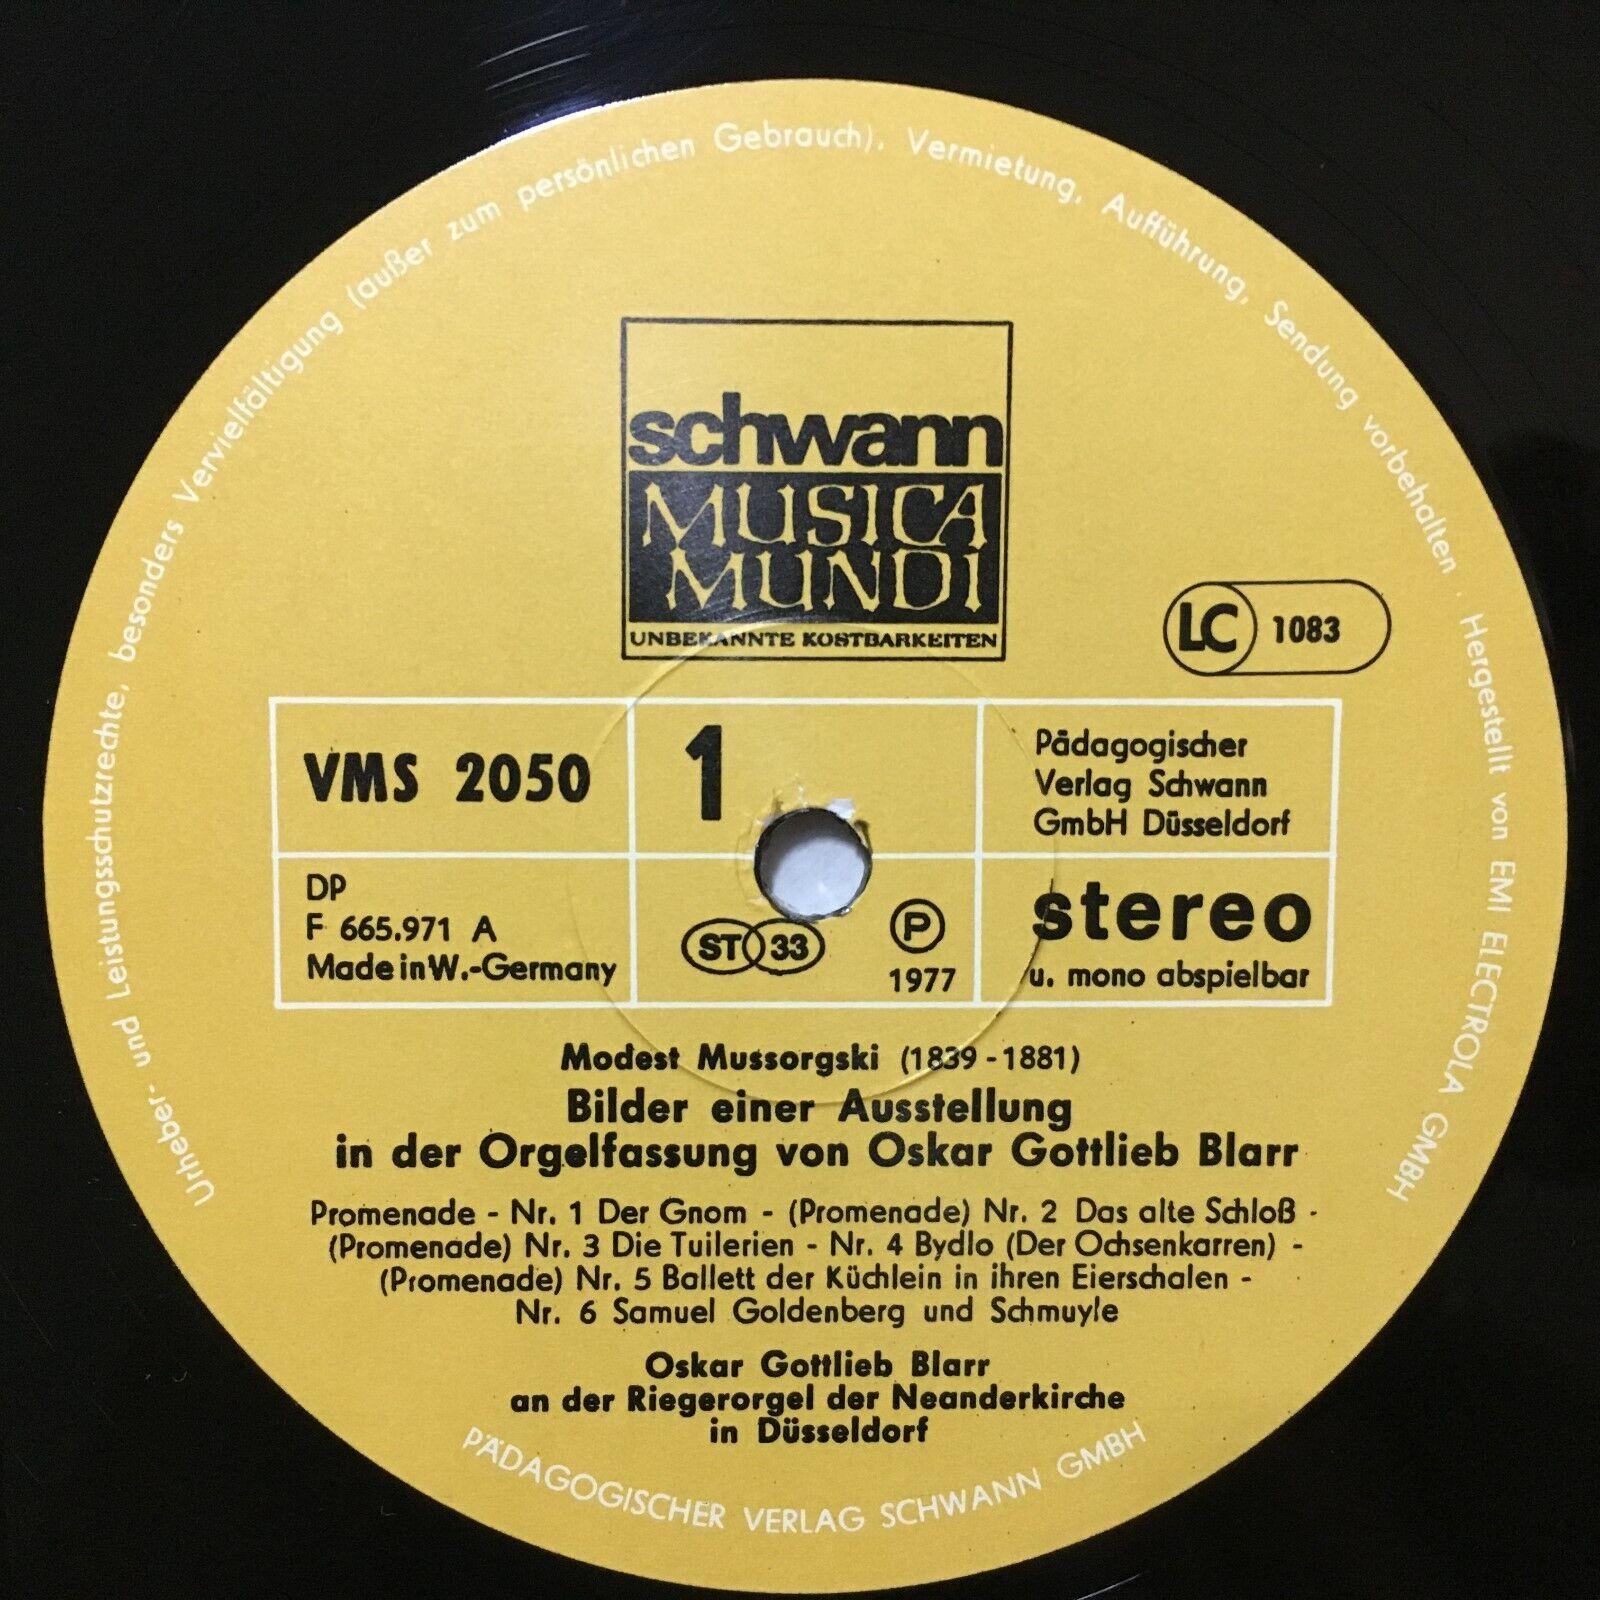 Urheber- und Leistungsschutzrechte, besonders Vervielfältigung (außer zum persönlichen Gebrauch), Vermietung, Aufführung, Sendung vorbehalten
Hergestellt von EMI ELECTROLA GMBH
schwann
MUSICA
MUNDI
UNBEKANNTE KOSTBARKEITEN
LC 1083
VMS 2050
1
Pädagogischer
Verlag Schwann
GmbH Düsseldorf
DP
F 665.971 A
Made in W.-Germany
ST 33
P
1977
stereo
u. mono abspielbar
Modest Mussorgski (1839-1881)
Bilder einer Ausstellung
in der Orgelfassung von Oskar Gottlieb Blarr
Promenade - Nr. 1 Der Gnom - (Promenade) Nr. 2 Das alte Schloß -
(Promenade) Nr. 3 Die Tuilerien - Nr. 4 Bydlo (Der Ochsenkarren) -
(Promenade) Nr. 5 Ballett der Küchlein in ihren Eierschalen -
Nr. 6 Samuel Goldenberg und Schmuyle
Oskar Gottlieb Blarr
an der Riegerorgel der Neanderkirche
in Düsseldorf
PÄDAGOGISCHER VERLAG SCHWANN GMBH